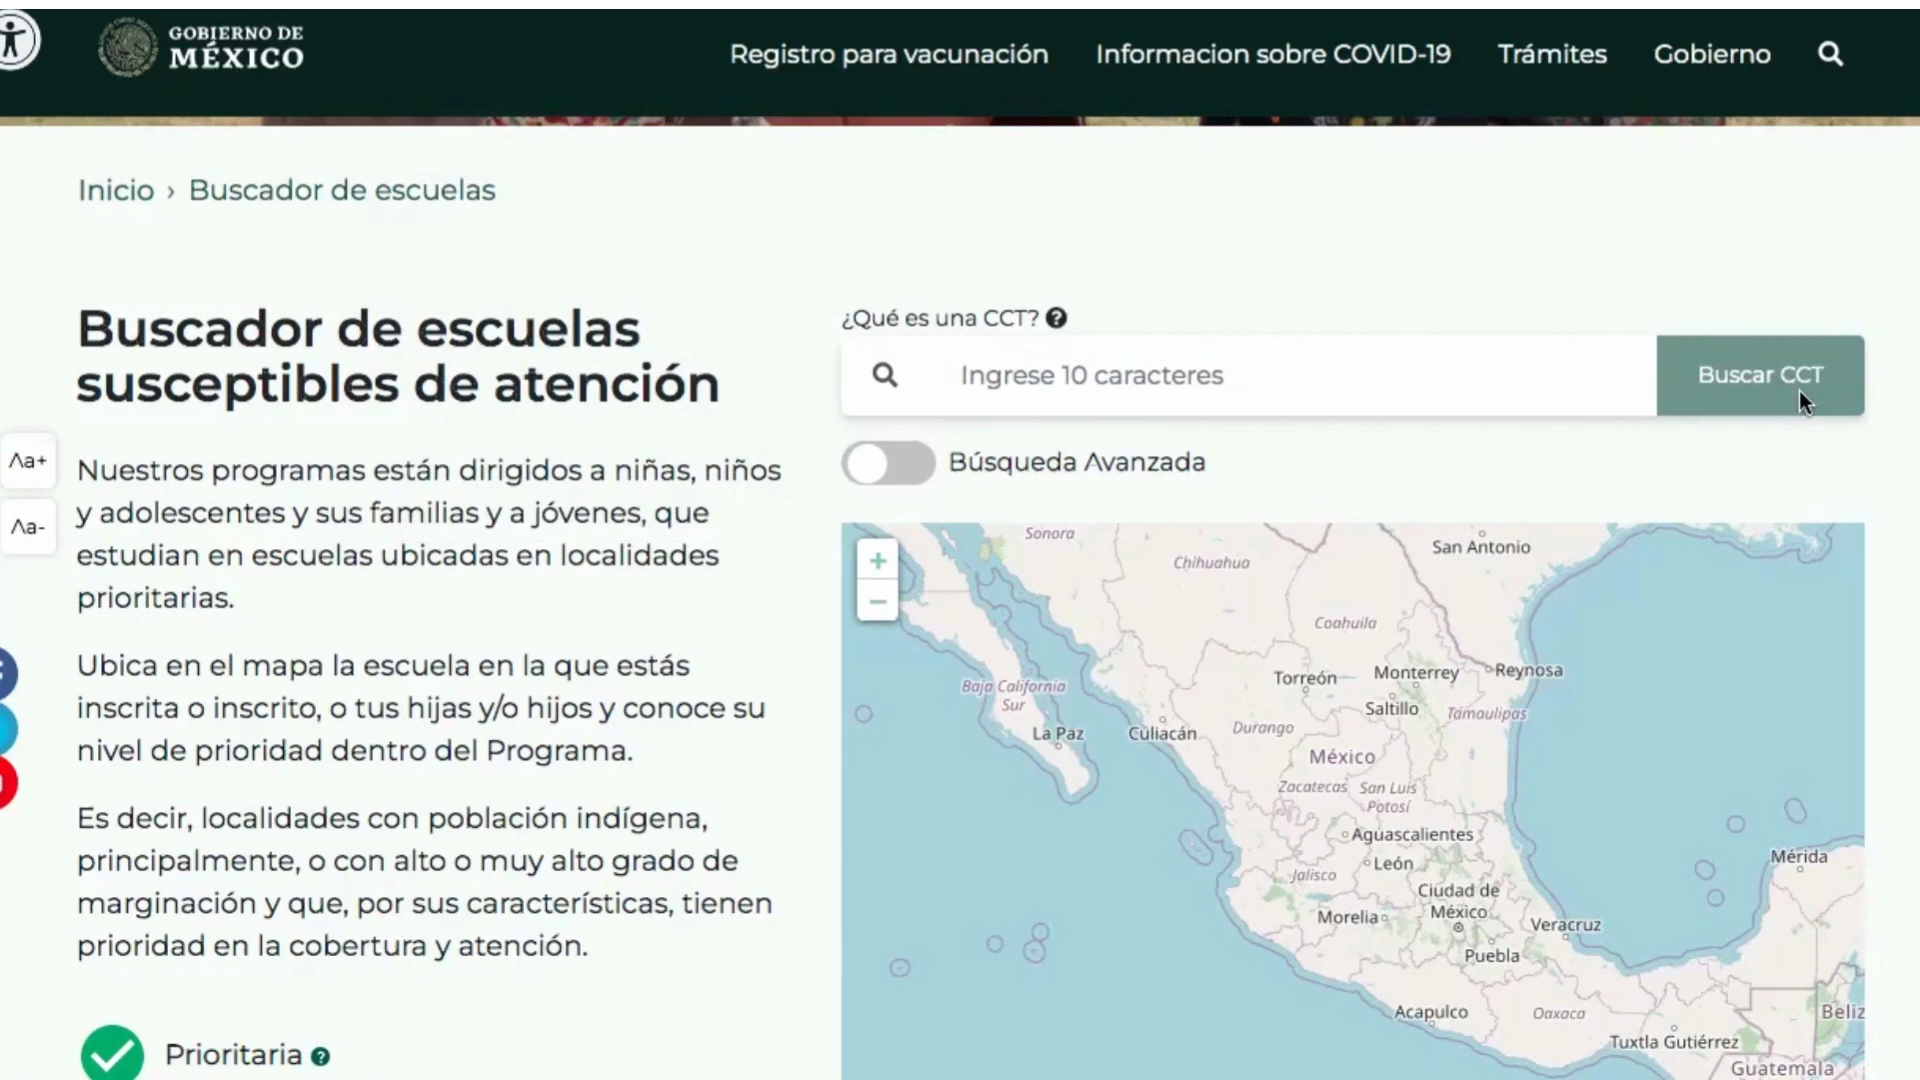 GOBIERNO DE
MÉXICO
Registro para vacunación
Informacion sobre COVID-19
Trámites
Gobierno
Inicio › Buscador de escuelas
Buscador de escuelas
susceptibles de atención
Aa+
Aa-
Nuestros programas están dirigidos a niñas, niños
y adolescentes y sus familias y a jóvenes, que
estudian en escuelas ubicadas en localidades
prioritarias.
Ubica en el mapa la escuela en la que estás
inscrita o inscrito, o tus hijas y/o hijos y conoce su
nivel de prioridad dentro del Programa.
Es decir, localidades con población indígena,
principalmente, o con alto o muy alto grado de
marginación y que, por sus características, tienen
prioridad en la cobertura y atención.
Prioritaria ?
¿Qué es una CCT? ?
Ingrese 10 caracteres
Buscar CCT
Búsqueda Avanzada
+
−
Sonora
San Antonio
Chihuahua
Coahuila
Reynosa
Monterrey
Torreón
Baja California
Sur
Saltillo
Tamaulipas
Durango
La Paz
Culiacán
México
Zacatecas
San Luis
Potosí
Aguascalientes
Mérida
León
Jalisco
Ciudad de
México
Morelia
Veracruz
Puebla
Acapulco
Oaxaca
Beliz
Tuxtla Gutiérrez
Guatemala